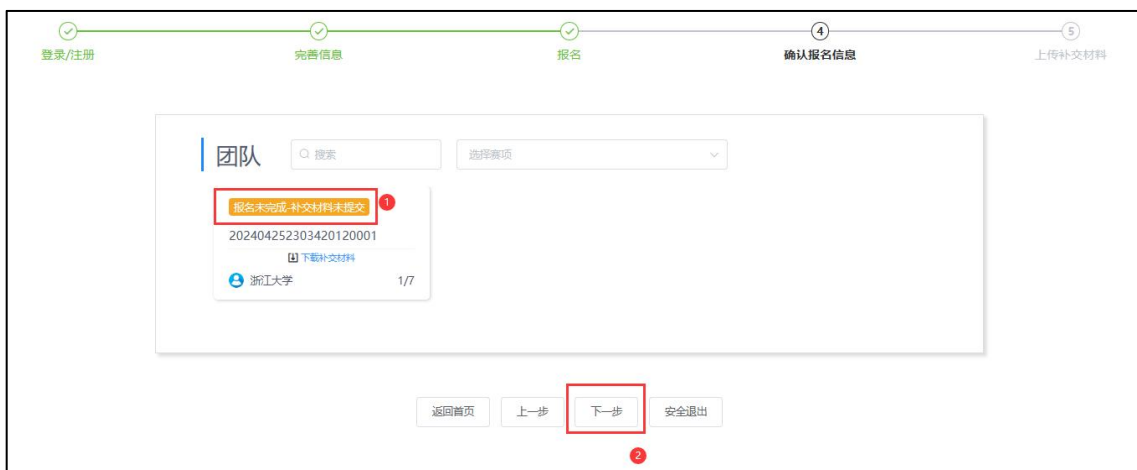 4
5
登录/注册
完善信息
报名
确认报名信息
上传补交材料
团队
搜索
选择赛项
报名未完成-补交材料未提交
1
202404252303420120001
下载补交材料
浙江大学
1/7
返回首页
上一步
下一步
安全退出
2